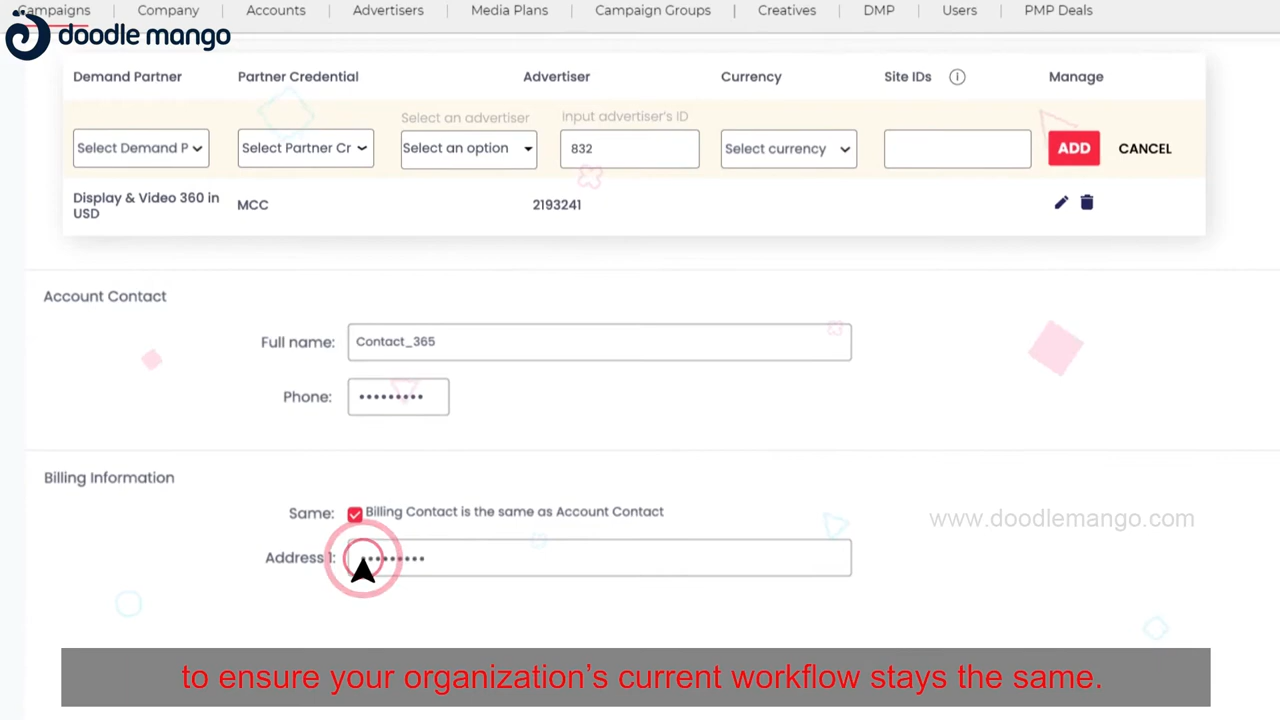 Campaigns Company Accounts Advertisers Media Plans Campaign Groups Creatives DMP Users PMP Deals
doodle mango
Demand Partner Partner Credential Advertiser Currency Site IDs i Manage
Select an advertiser Input advertiser's ID
Select Demand P Select Partner Cr Select an option 832 Select currency ADD CANCEL
Display & Video 360 in
USD
MCC 2193241
Account Contact
Full name: Contact_365
Phone: •••••••••
Billing Information
Same: Billing Contact is the same as Account Contact
www.doodlemango.com
Address 1: •••••••••
to ensure your organization's current workflow stays the same.